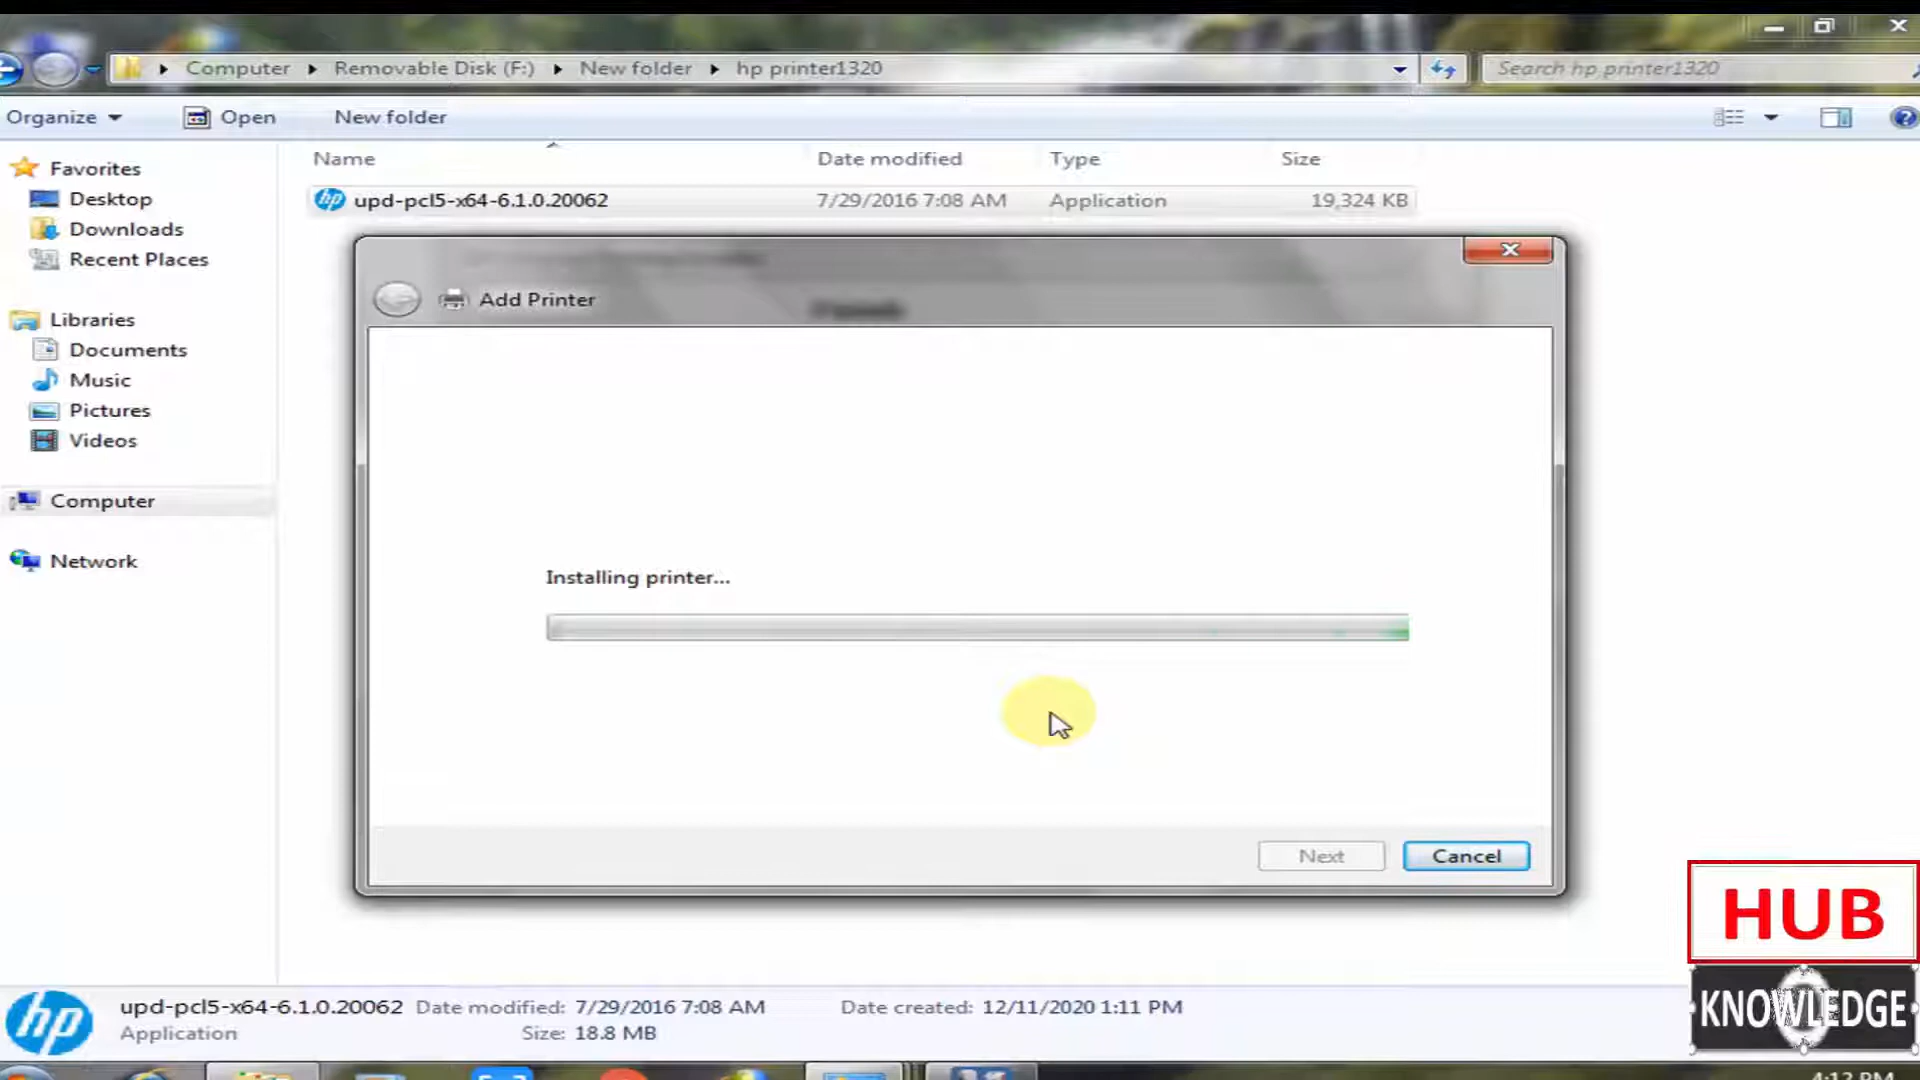 Computer Removable Disk (F:) New folder hp printer1320
Search hp printer1320
Organize Open New folder
Name Date modified Type Size
upd-pcl5-x64-6.1.0.20062 7/29/2016 7:08 AM Application 19,324 KB
Favorites
Desktop
Downloads
Recent Places
Libraries
Documents
Music
Pictures
Videos
Computer
Network
Add Printer
Installing printer...
Next Cancel
HUB
KNOWLEDGE
hp
upd-pcl5-x64-6.1.0.20062 Date modified: 7/29/2016 7:08 AM Date created: 12/11/2020 1:11 PM
Application Size: 18.8 MB